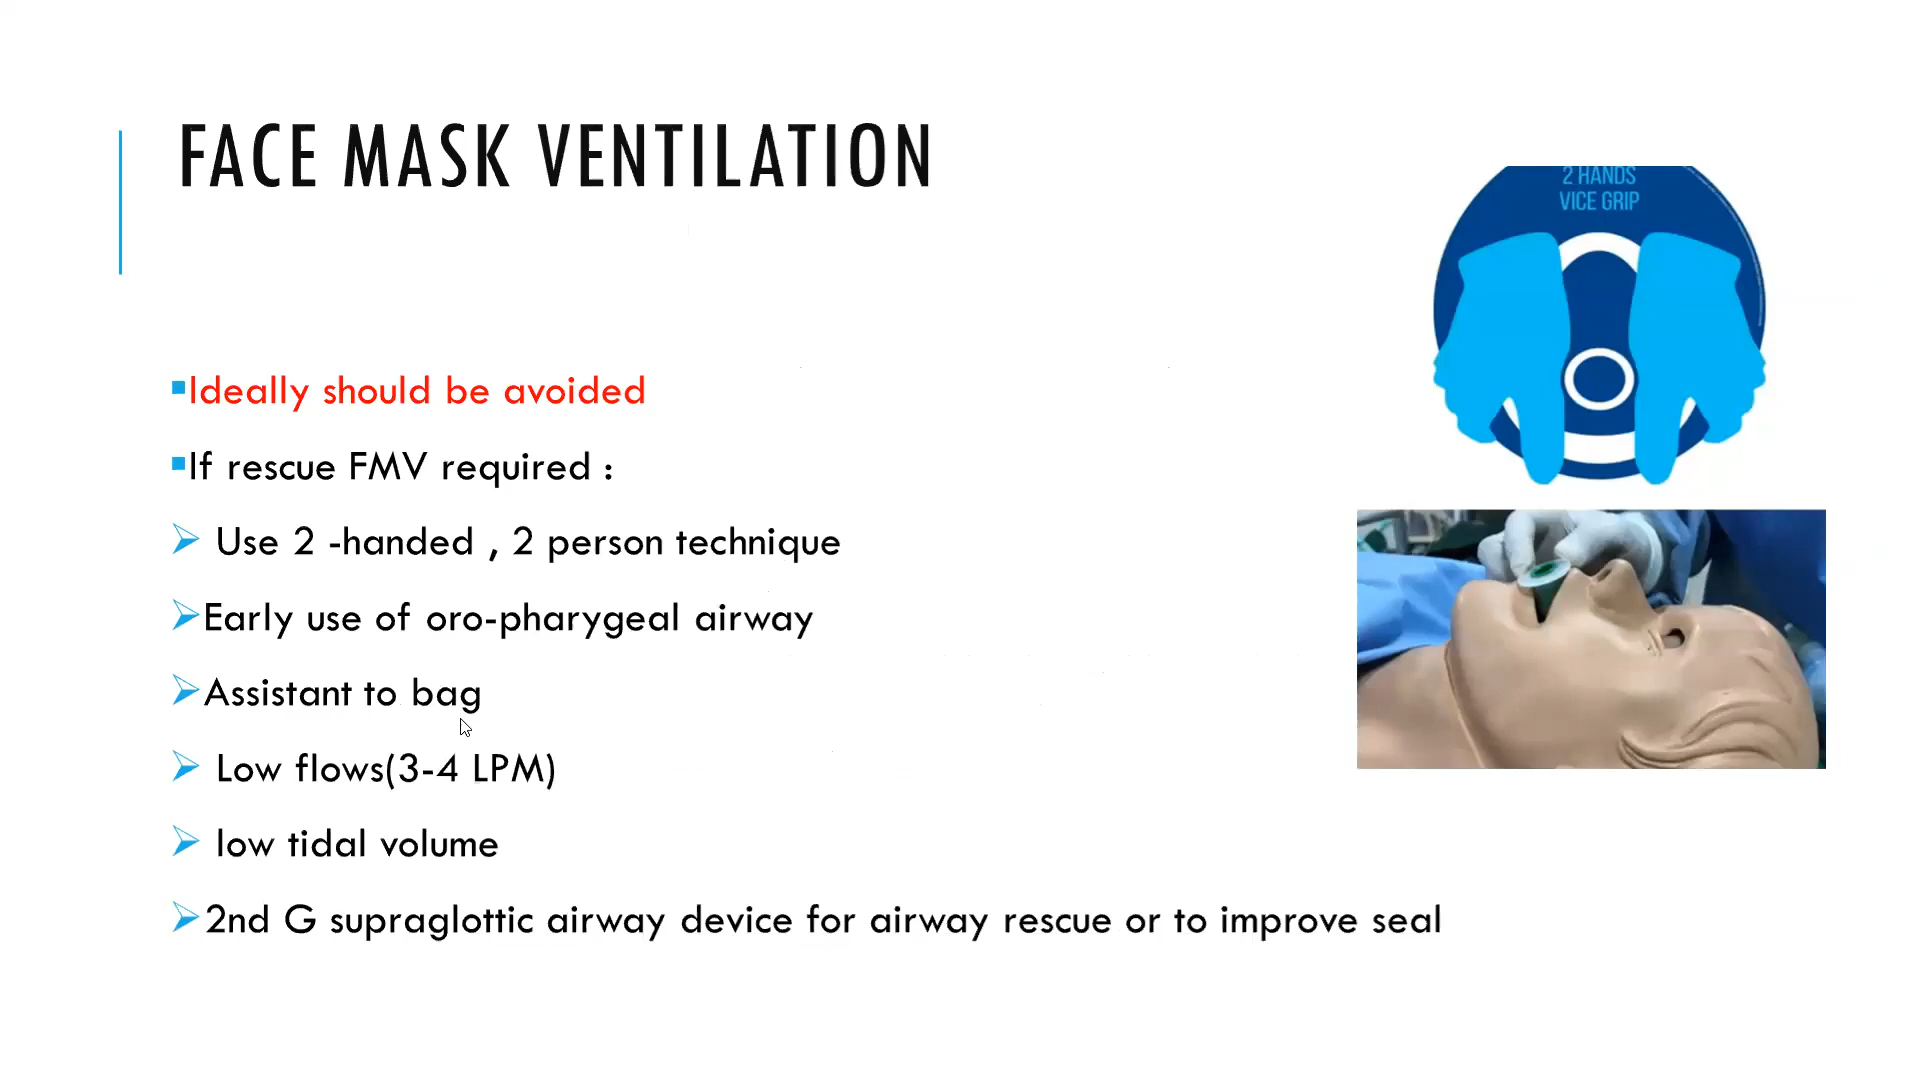 FACE MASK VENTILATION
2 HANDS
VICE GRIP
▪Ideally should be avoided
▪If rescue FMV required :
➢ Use 2 -handed , 2 person technique
➢Early use of oro-pharygeal airway
➢Assistant to bag
➢ Low flows(3-4 LPM)
➢ low tidal volume
➢2nd G supraglottic airway device for airway rescue or to improve seal